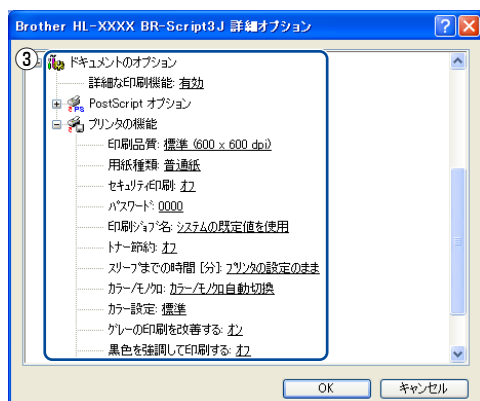 Brother HL-XXXX BR-Script3J 詳細オプション
③
ドキュメントのオプション
詳細な印刷機能: 有効
PostScript オプション
プリンタの機能
印刷品質: 標準 (600 x 600 dpi)
用紙種類: 普通紙
セキュリティ印刷: オフ
パスワード: 0000
印刷ジョブ名: システムの既定値を使用
トナー節約: オフ
スリープまでの時間 [分]: プリンタの設定のまま
カラー/モノクロ: カラー/モノクロ自動切換
カラー設定: 標準
グレーの印刷を改善する: オン
黒色を強調して印刷する: オフ
OK キャンセル